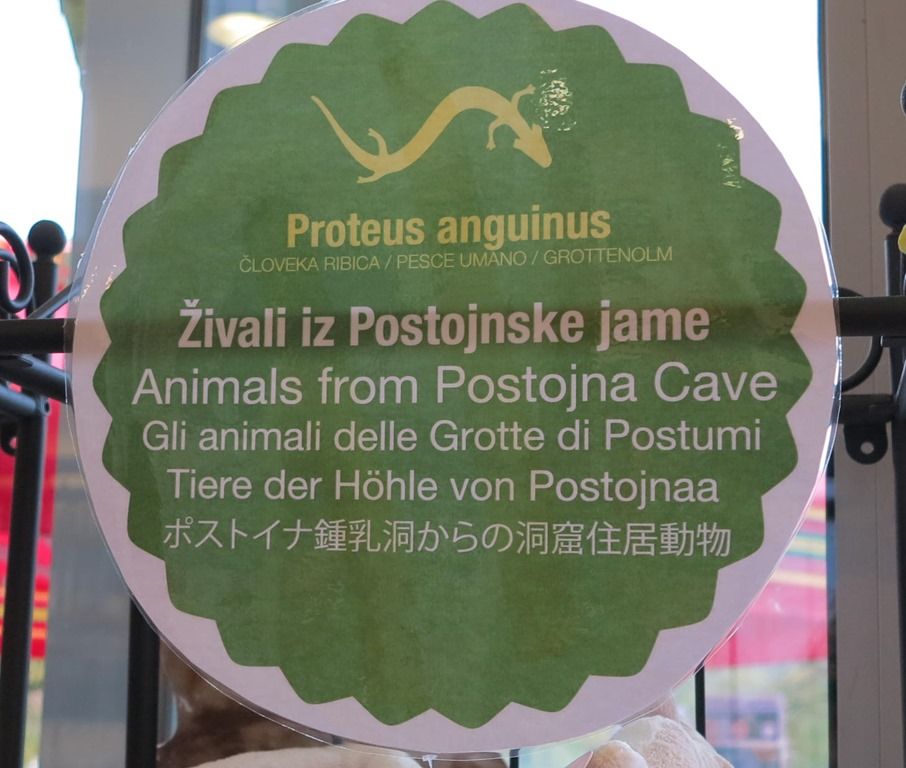 Proteus anguinus
ČLOVEKA RIBICA / PESCE UMANO / GROTTENOLM
Živali iz Postojnske jame
Animals from Postojna Cave
Gli animali delle Grotte di Postumi
Tiere der Höhle von Postojnaa
ポストイナ鍾乳洞からの洞窟住居動物